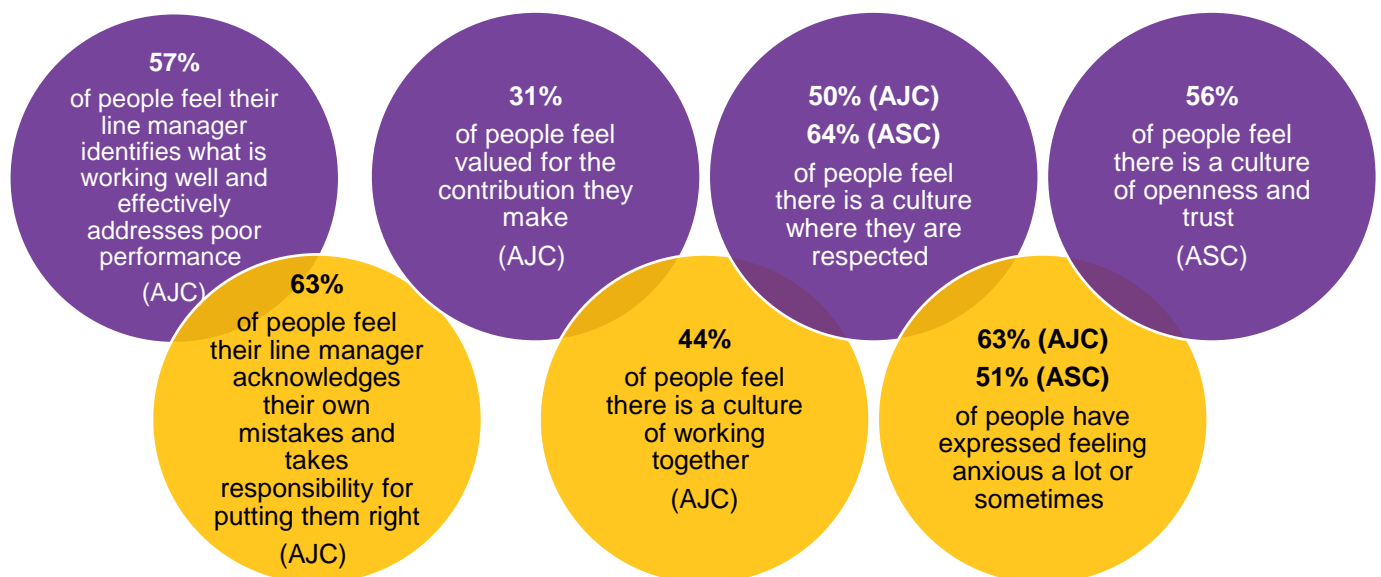 57%
of people feel their
line manager
identifies what is
working well and
effectively
addresses poor
performance
(AJC)
31%
of people feel
valued for the
contribution they
make
(AJC)
50% (AJC)
64% (ASC)
of people feel
there is a culture
where they are
respected
56%
of people feel
there is a culture
of openness and
trust
(ASC)
63%
of people feel
their line manager
acknowledges
their own
mistakes and
takes
responsibility for
putting them right
(AJC)
44%
of people feel
there is a culture
of working
together
(AJC)
63% (AJC)
51% (ASC)
of people have
expressed feeling
anxious a lot or
sometimes